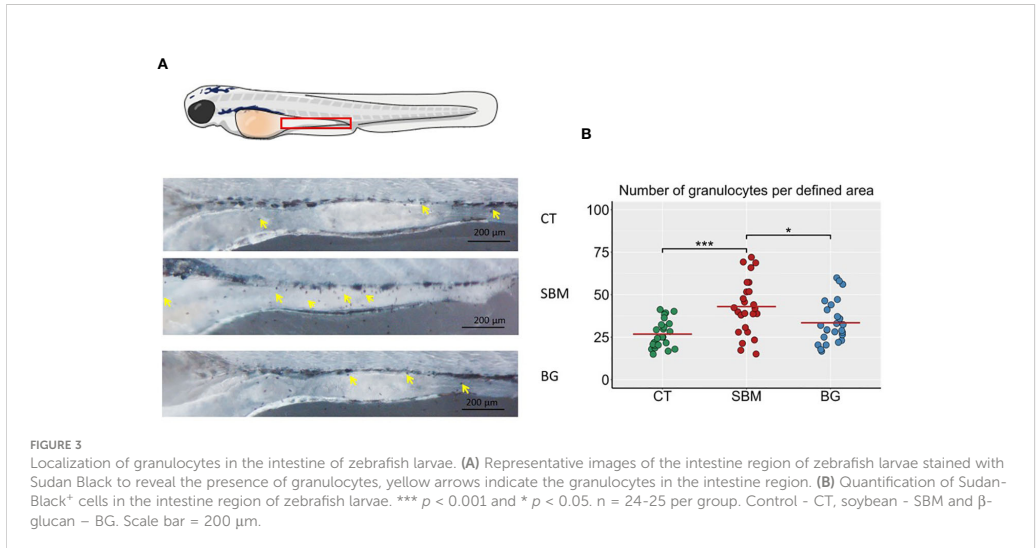 A
B
CT
200 µm
SBM
200 µm
BG
200 µm
Number of granulocytes per defined area
100
75
50
25
0
***
*
CT SBM BG
FIGURE 3
Localization of granulocytes in the intestine of zebrafish larvae. (A) Representative images of the intestine region of zebrafish larvae stained with
Sudan Black to reveal the presence of granulocytes, yellow arrows indicate the granulocytes in the intestine region. (B) Quantification of Sudan-
Black⁺ cells in the intestine region of zebrafish larvae. *** p < 0.001 and * p < 0.05. n = 24-25 per group. Control - CT, soybean - SBM and β-
glucan – BG. Scale bar = 200 µm.